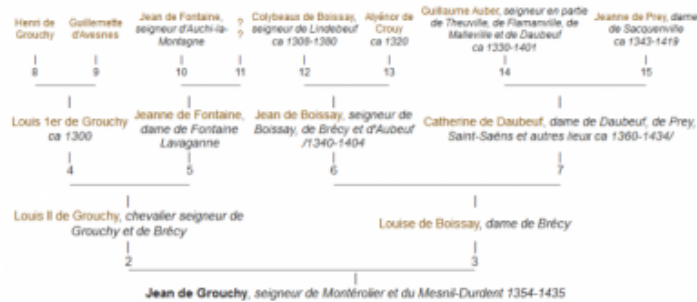 Henri de Grouchy
Guillemette d'Avesnes
Jean de Fontaine, seigneur d'Auchi-la-Montagne
?
?
Colybeaus de Boissay, seigneur de Lindebeuf ca 1308-1380
Alyénor de Crouy ca 1320
Guillaume Auber, seigneur en partie de Theuville, de Flamanville, de Malleville et de Daubeuf ca 1330-1401
Jeanne de Prey, dame de Sacquenville ca 1343-1419
8 9 10 11 12 13 14 15
Louis 1er de Grouchy ca 1300
Jeanne de Fontaine, dame de Fontaine Lavaganne
Jean de Boissay, seigneur de Boissay, de Brécy et d'Aubeuf /1340-1404
Catherine de Daubeuf, dame de Daubeuf, de Prey, Saint-Saëns et autres lieux ca 1360-1434/
4 5 6 7
Louis II de Grouchy, chevalier seigneur de Grouchy et de Brécy
Louise de Boissay, dame de Brécy
2 3
Jean de Grouchy, seigneur de Montérolier et du Mesnil-Durdent 1354-1435